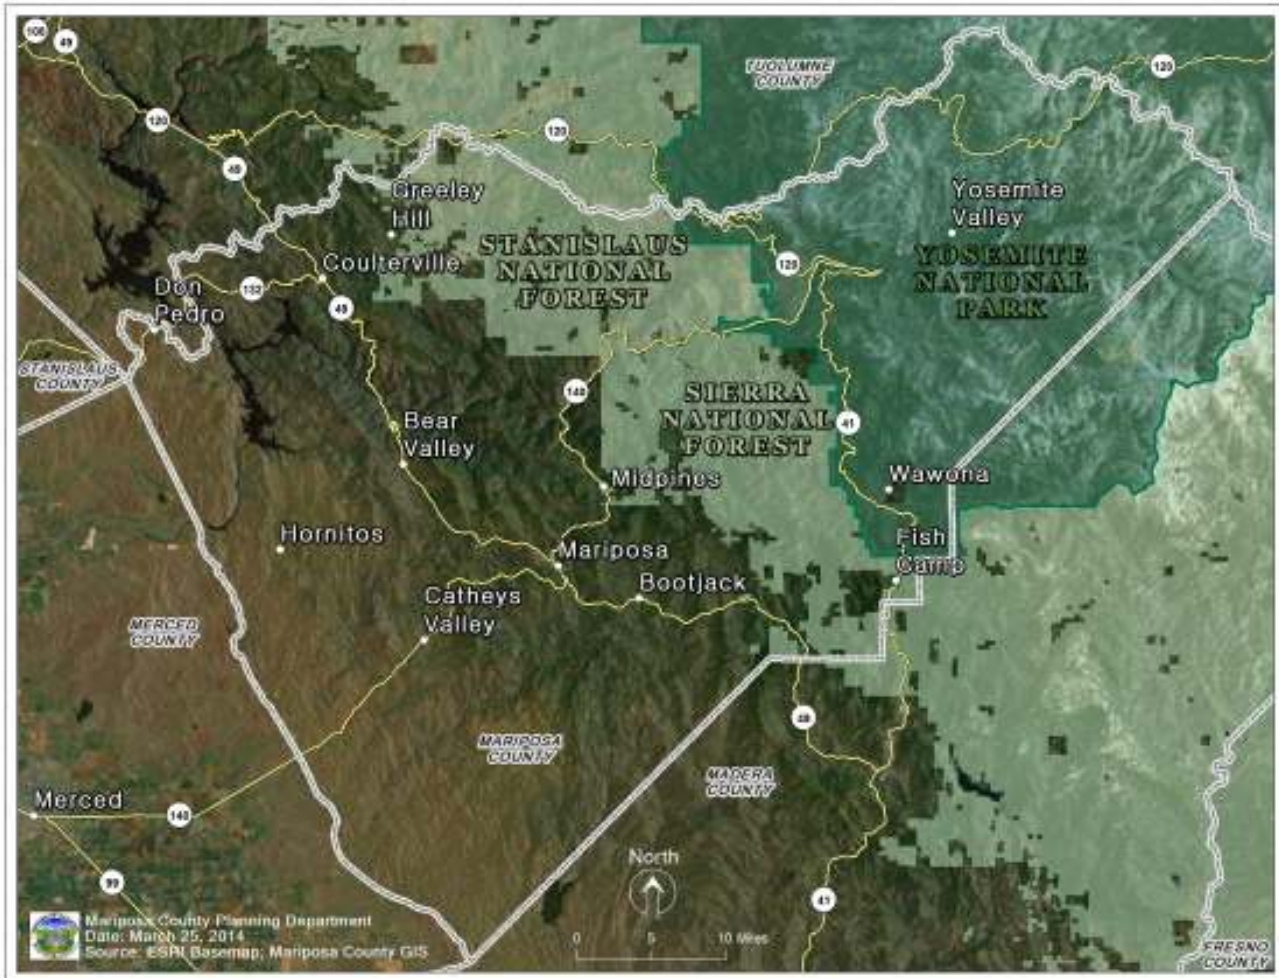 108
49
TUOLUMNE
COUNTY
120
120
120
49
Greeley
Hill
Yosemite
Valley
STANISLAUS
NATIONAL
FOREST
YOSEMITE
NATIONAL
PARK
Coulterville
120
Don
Pedro
132
49
STANISLAUS
COUNTY
SIERRA
NATIONAL
FOREST
140
41
Bear
Valley
Midpines
Wawona
Hornitos
Fish
Camp
Mariposa
Bootjack
Catheys
Valley
MERCED
COUNTY
49
MARIPOSA
COUNTY
MADERA
COUNTY
Merced
140
North
99
41
Mariposa County Planning Department
Date: March 25, 2014
Source: ESRI Basemap; Mariposa County GIS
0 5 10 Miles
FRESNO
COUNTY